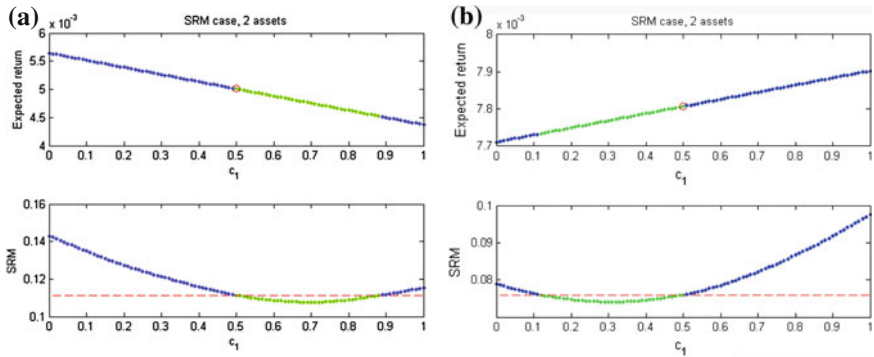 (a)
SRM case, 2 assets
x 10⁻³
Expected return
6
5.5
5
4.5
4
0 0.1 0.2 0.3 0.4 0.5 0.6 0.7 0.8 0.9 1
c₁
SRM
0.16
0.14
0.12
0.1
0 0.1 0.2 0.3 0.4 0.5 0.6 0.7 0.8 0.9 1
c₁
(b)
SRM case, 2 assets
x 10⁻³
Expected return
8
7.9
7.8
7.7
0 0.1 0.2 0.3 0.4 0.5 0.6 0.7 0.8 0.9 1
c₁
SRM
0.1
0.09
0.08
0 0.1 0.2 0.3 0.4 0.5 0.6 0.7 0.8 0.9 1
c₁